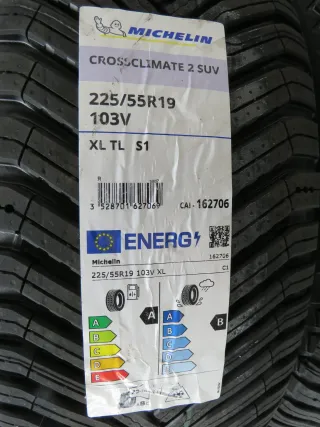 MICHELIN
CROSSCLIMATE 2 SUV
225/55R19
103V
XL TL S1
3 528701 627069
CAI - 162706
ENERG
Michelin
162706
225/55R19 103V XL
C1
A
A
B
C
D
E
A
B
C
D
E
B